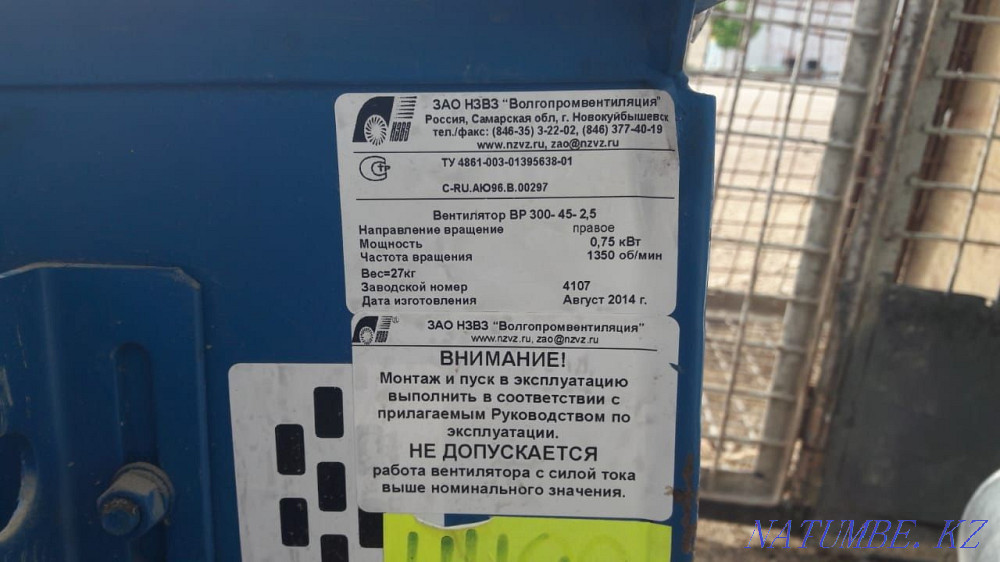 ЗАО НЗВЗ "Волгопромвентиляция"
Россия, Самарская обл, г. Новокуйбышевск
тел./факс: (846-35) 3-22-02, (846) 377-40-19
www.nzvz.ru, zao@nzvz.ru
НЗВЗ
ТУ 4861-003-01395638-01
C-RU.АЮ96.В.00297
Вентилятор ВР 300- 45- 2,5
Направление вращение правое
Мощность 0,75 кВт
Частота вращения 1350 об/мин
Вес=27кг
Заводской номер 4107
Дата изготовления Август 2014 г.
ЗАО НЗВЗ "Волгопромвентиляция"
www.nzvz.ru, zao@nzvz.ru
ВНИМАНИЕ!
Монтаж и пуск в эксплуатацию
выполнить в соответствии с
прилагаемым Руководством по
эксплуатации.
НЕ ДОПУСКАЕТСЯ
работа вентилятора с силой тока
выше номинального значения.
NATUMBE.KZ